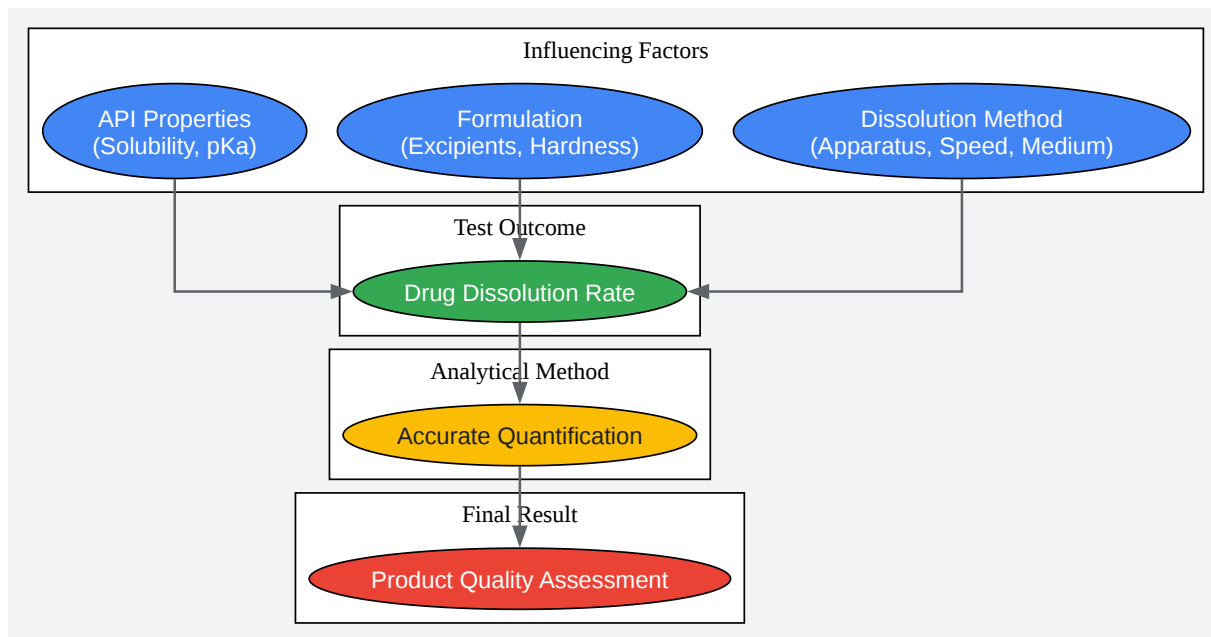 Influencing Factors
API Properties
(Solubility, pKa)
Formulation
(Excipients, Hardness)
Dissolution Method
(Apparatus, Speed, Medium)
Test Outcome
Drug Dissolution Rate
Analytical Method
Accurate Quantification
Final Result
Product Quality Assessment